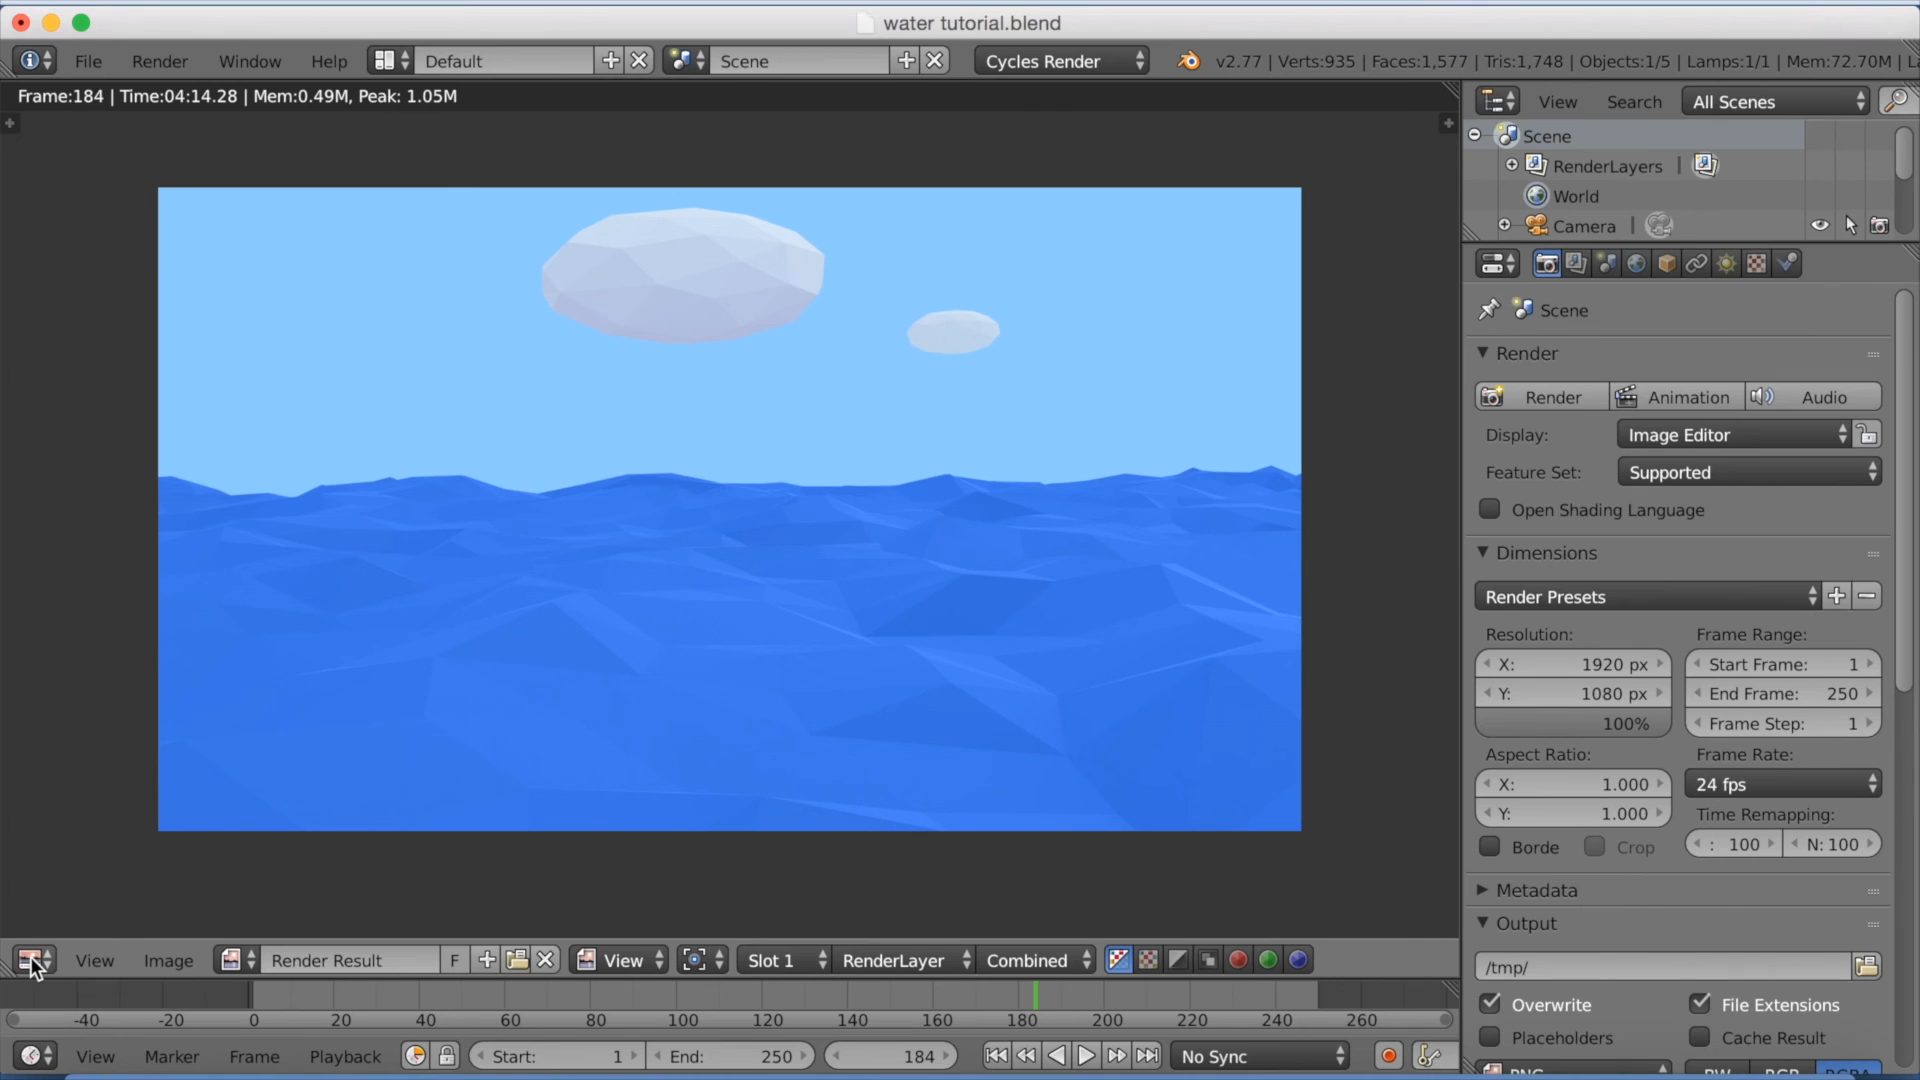 water tutorial.blend
File Render Window Help Default Scene Cycles Render v2.77 | Verts:935 | Faces:1,577 | Tris:1,748 | Objects:1/5 | Lamps:1/1 | Mem:72.70M | La
Frame:184 | Time:04:14.28 | Mem:0.49M, Peak: 1.05M
View Search All Scenes
Scene
RenderLayers |
World
Camera |
Scene
Render
Render Animation Audio
Display: Image Editor
Feature Set: Supported
Open Shading Language
Dimensions
Render Presets
Resolution: Frame Range:
X: 1920 px Start Frame: 1
Y: 1080 px End Frame: 250
100% Frame Step: 1
Aspect Ratio: Frame Rate:
X: 1.000 24 fps
Y: 1.000 Time Remapping:
Borde Crop : 100 N: 100
Metadata
Output
/tmp/
Overwrite File Extensions
Placeholders Cache Result
PNG BW RGB RGBA
View Image Render Result F View Slot 1 RenderLayer Combined
-40 -20 0 20 40 60 80 100 120 140 160 180 200 220 240 260
View Marker Frame Playback Start: 1 End: 250 184 No Sync